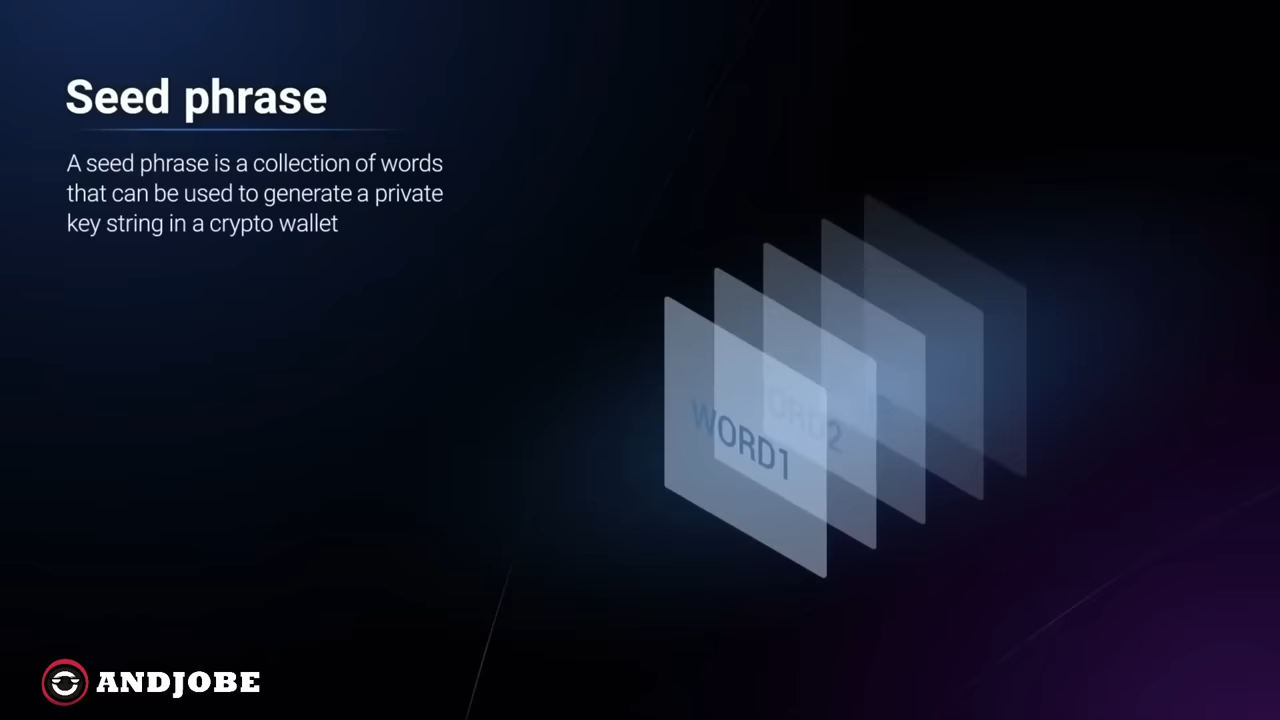 Seed phrase
A seed phrase is a collection of words
that can be used to generate a private
key string in a crypto wallet
WORD1
ORD2
ANDJOBE